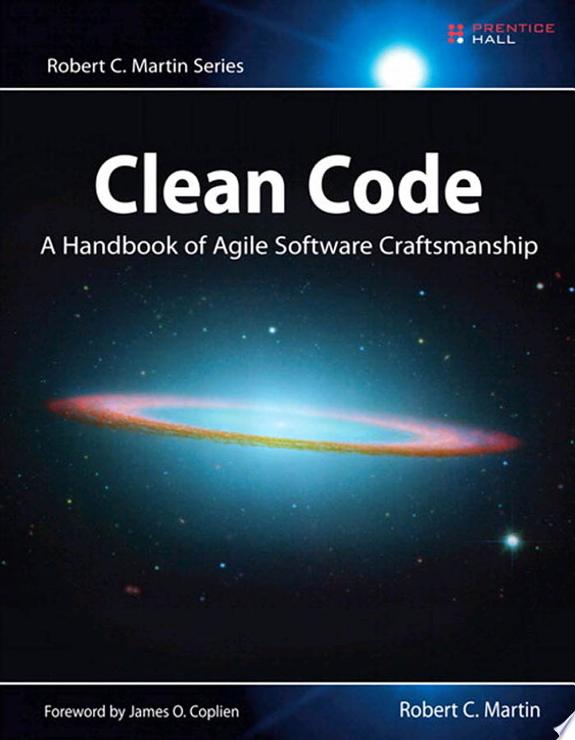 PRENTICE
HALL
Robert C. Martin Series
Clean Code
A Handbook of Agile Software Craftsmanship
Foreword by James O. Coplien
Robert C. Martin